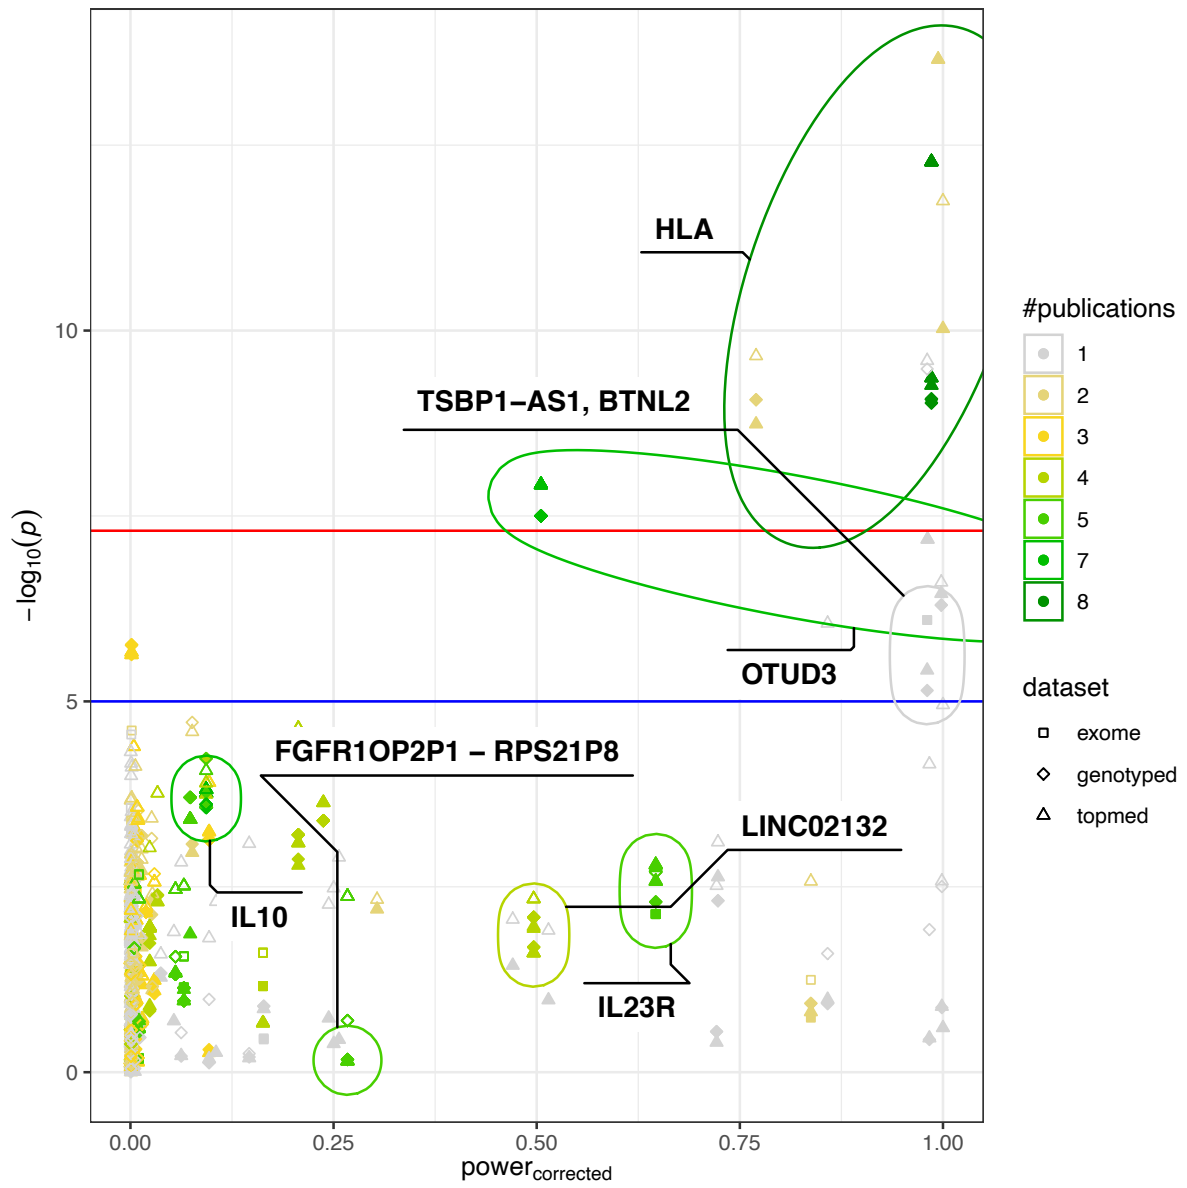 HLA
TSBP1−AS1, BTNL2
OTUD3
FGFR1OP2P1 − RPS21P8
LINC02132
IL10
IL23R
10
5
0
−log10(p)
0.00
0.25
0.50
0.75
1.00
powercorrected
#publications
1
2
3
4
5
7
8
dataset
exome
genotyped
topmed